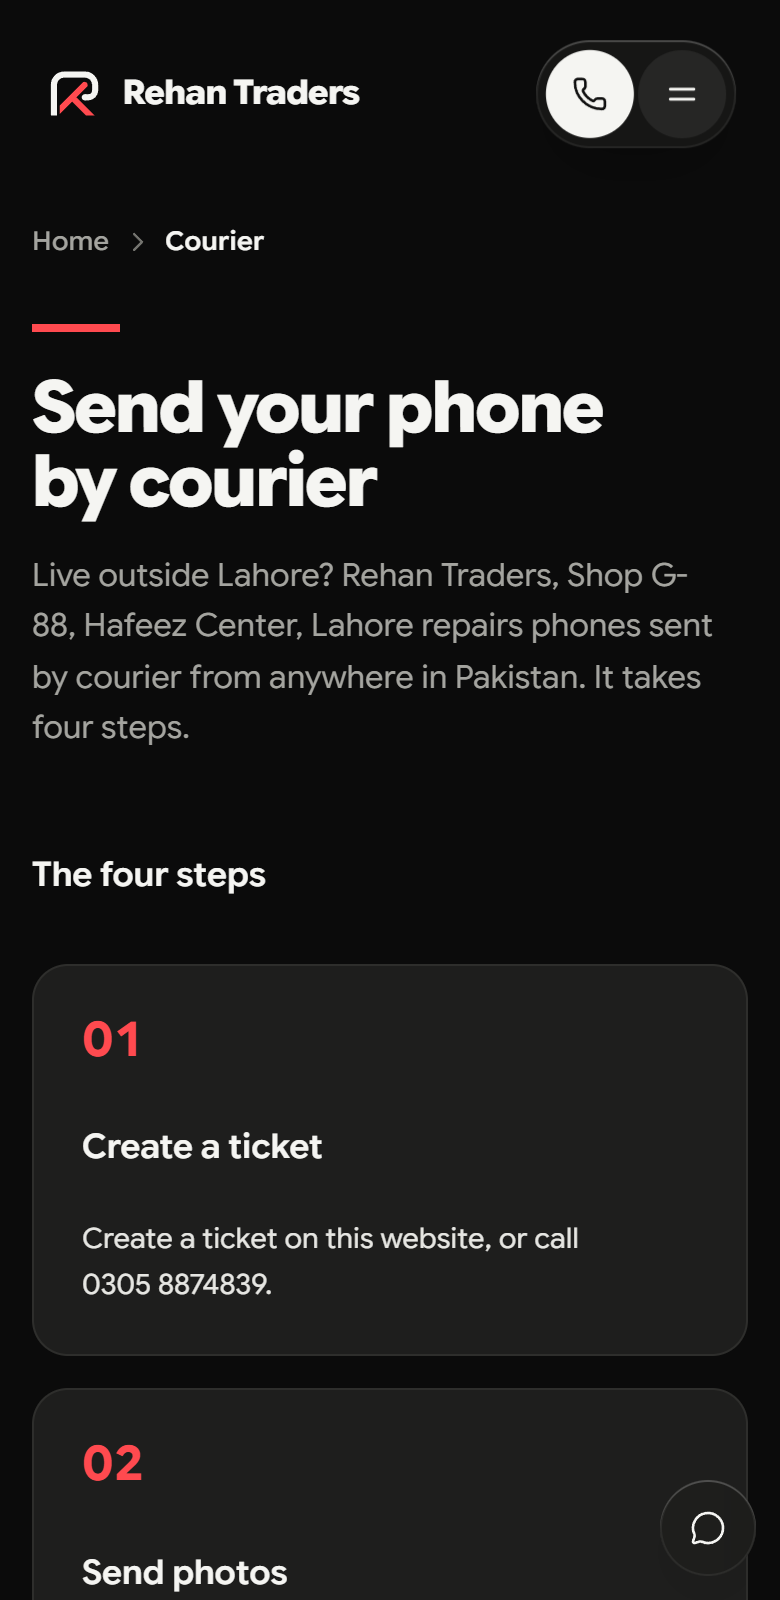 Rehan Traders
Home > Courier
Send your phone
by courier
Live outside Lahore? Rehan Traders, Shop G-
88, Hafeez Center, Lahore repairs phones sent
by courier from anywhere in Pakistan. It takes
four steps.
The four steps
01
Create a ticket
Create a ticket on this website, or call
0305 8874839.
02
Send photos